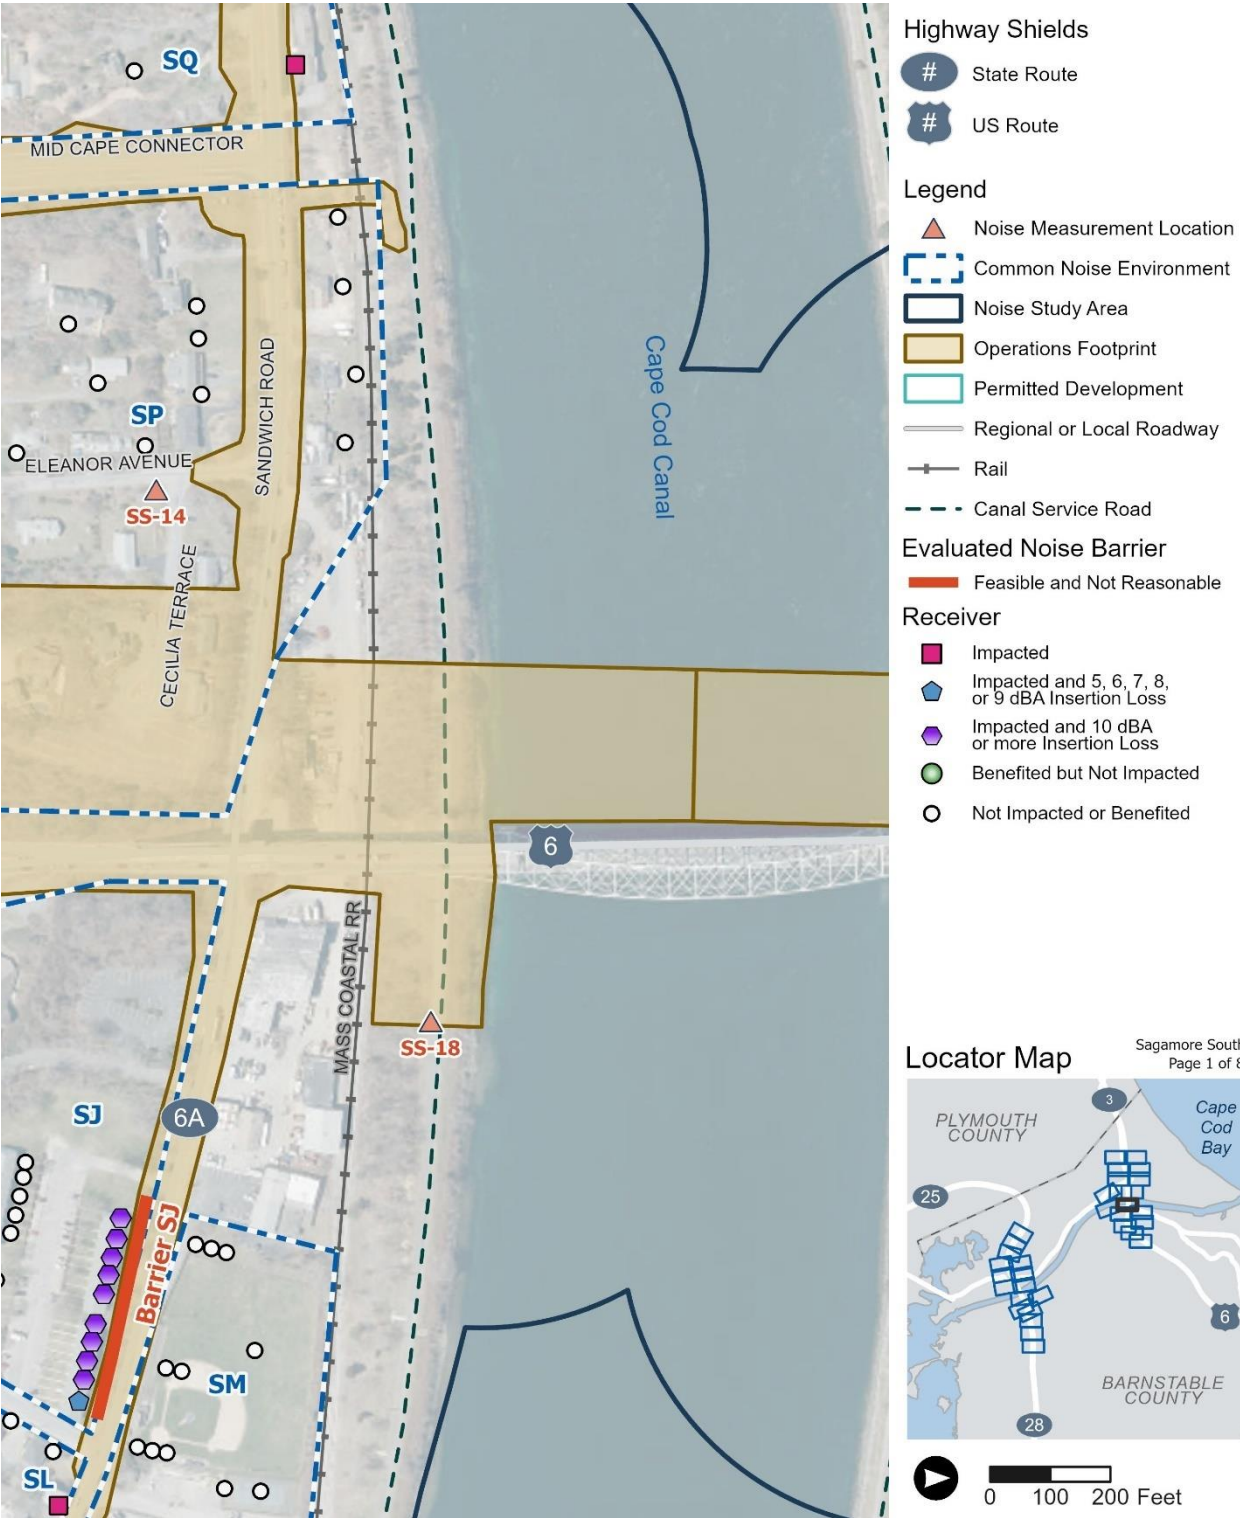 SQ
MID CAPE CONNECTOR
SANDWICH ROAD
Cape Cod Canal
SP
ELEANOR AVENUE
SS-14
CECILIA TERRACE
6
MASS COASTAL RR
SS-18
SJ
6A
Barrier SJ
SM
SL
Highway Shields
# State Route
# US Route
Legend
Noise Measurement Location
Common Noise Environment
Noise Study Area
Operations Footprint
Permitted Development
Regional or Local Roadway
Rail
Canal Service Road
Evaluated Noise Barrier
Feasible and Not Reasonable
Receiver
Impacted
Impacted and 5, 6, 7, 8,
or 9 dBA Insertion Loss
Impacted and 10 dBA
or more Insertion Loss
Benefited but Not Impacted
Not Impacted or Benefited
Locator Map
Sagamore South
Page 1 of 8
3
PLYMOUTH
COUNTY
Cape
Cod
Bay
25
6
BARNSTABLE
COUNTY
28
0 100 200 Feet